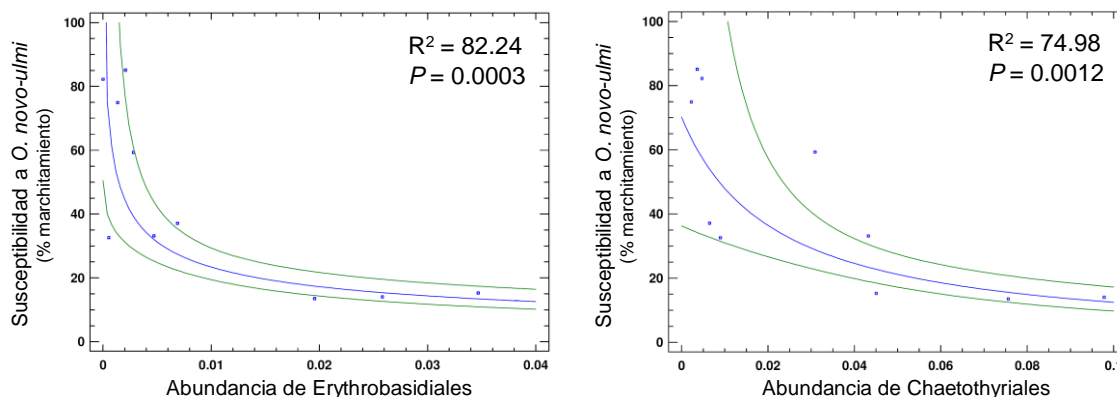 Susceptibilidad a O. novo-ulmi
(% marchitamiento)
100
80
60
40
20
0
R² = 82.24
P = 0.0003
0
0.01
0.02
0.03
0.04
Abundancia de Erythrobasidiales
Susceptibilidad a O. novo-ulmi
(% marchitamiento)
100
80
60
40
20
0
R² = 74.98
P = 0.0012
0
0.02
0.04
0.06
0.08
0.1
Abundancia de Chaetothyriales